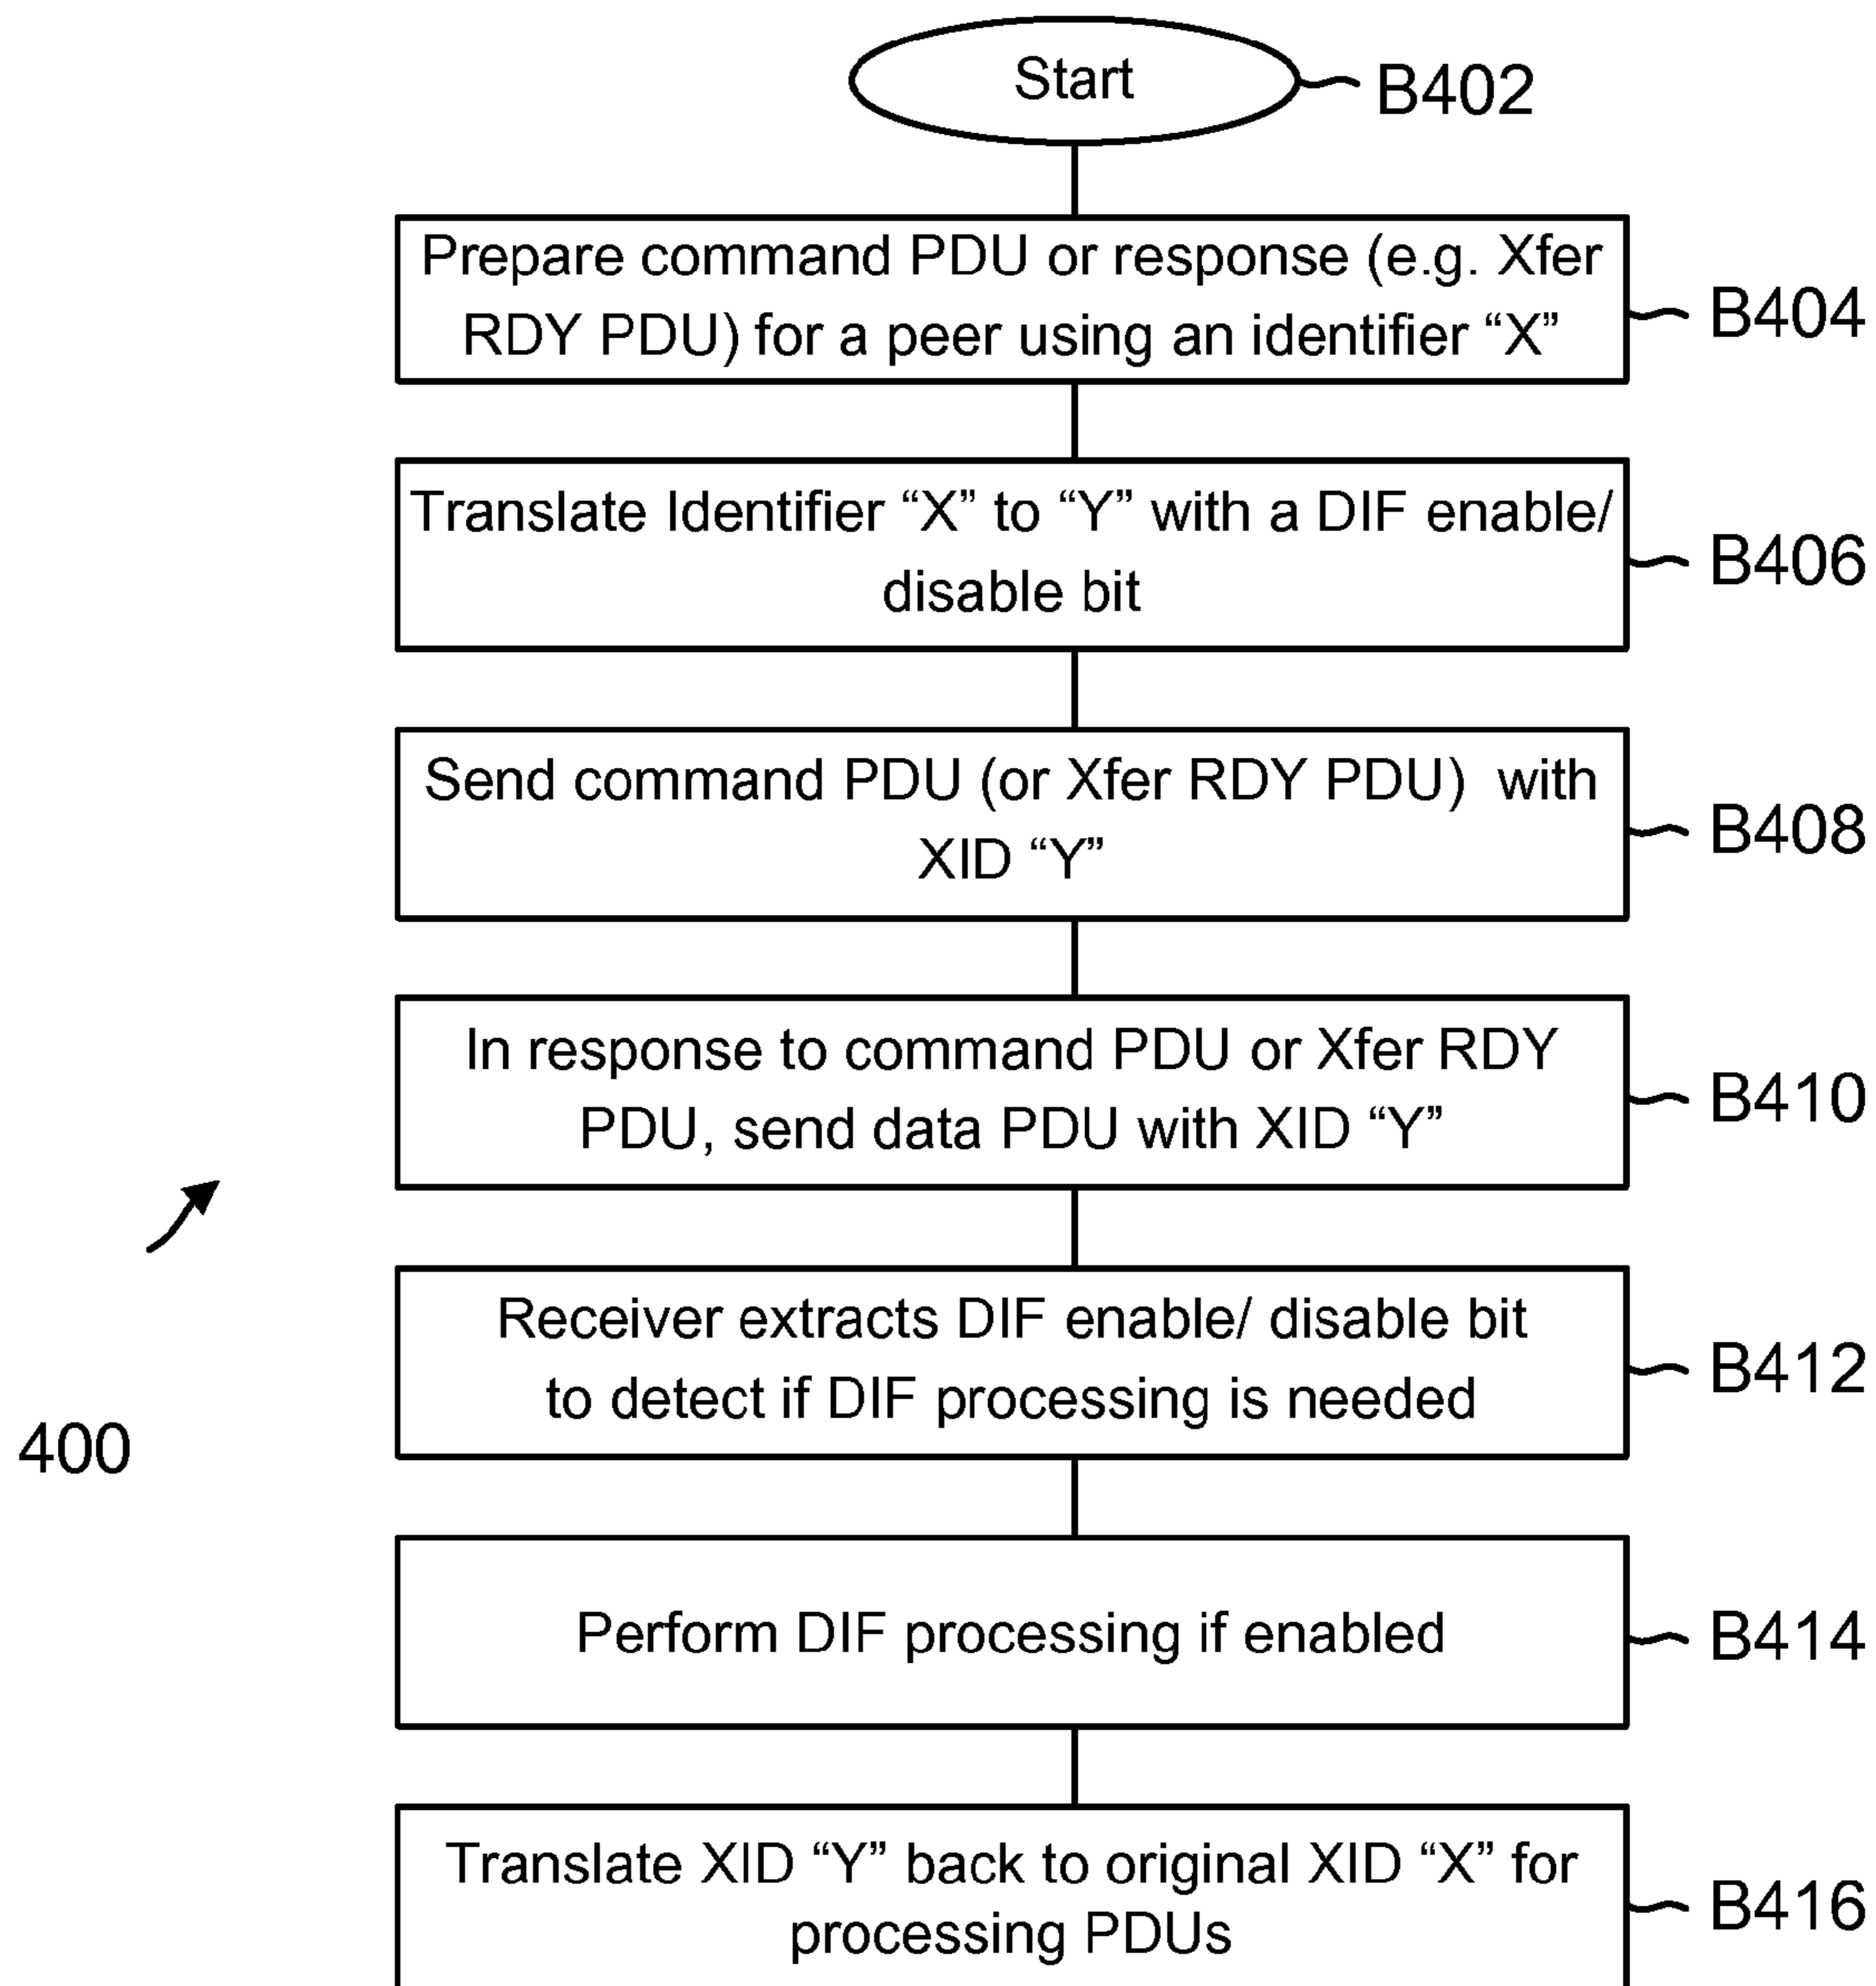 Start
B402
Prepare command PDU or response (e.g. Xfer
RDY PDU) for a peer using an identifier “X”
B404
Translate Identifier “X” to “Y” with a DIF enable/
disable bit
B406
Send command PDU (or Xfer RDY PDU) with
XID “Y”
B408
In response to command PDU or Xfer RDY
PDU, send data PDU with XID “Y”
B410
Receiver extracts DIF enable/ disable bit
to detect if DIF processing is needed
B412
400
Perform DIF processing if enabled
B414
Translate XID “Y” back to original XID “X” for
processing PDUs
B416